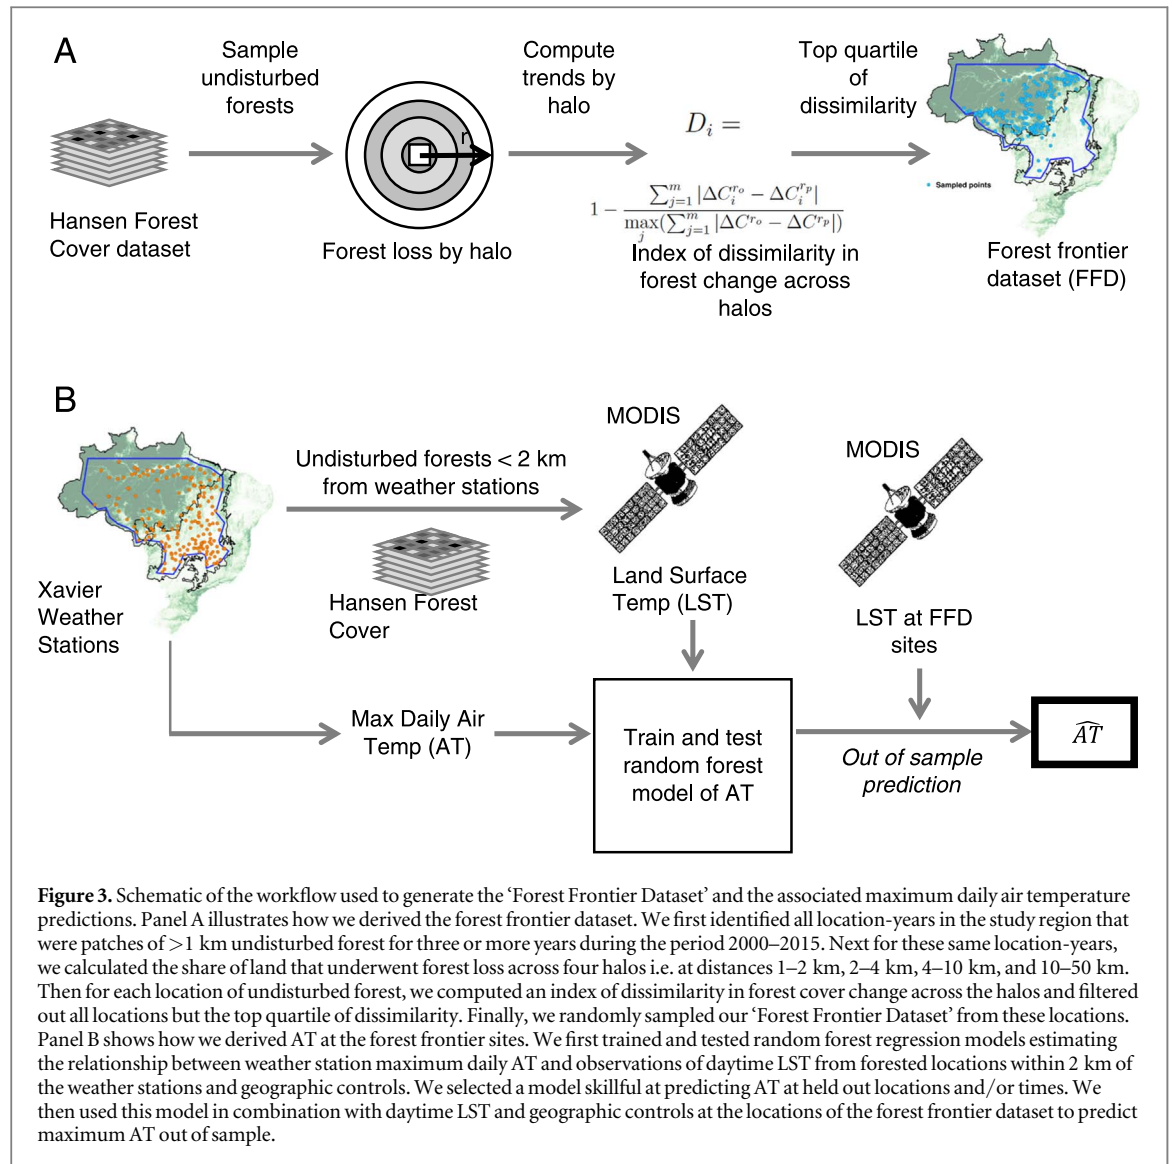 A
Sample
undisturbed
forests
Compute
trends by
halo
Top quartile
of
dissimilarity
r
D_i =
1 − \frac{\sum_{j=1}^{m} |\Delta C_i^{r_o} − \Delta C_i^{r_p}|}{\max_j(\sum_{j=1}^{m} |\Delta C^{r_o} − \Delta C^{r_p}|)}
Sampled points
Hansen Forest
Cover dataset
Forest loss by halo
Index of dissimilarity in
forest change across
halos
Forest frontier
dataset (FFD)
B
Undisturbed forests < 2 km
from weather stations
MODIS
MODIS
Xavier
Weather
Stations
Hansen Forest
Cover
Land Surface
Temp (LST)
LST at FFD
sites
Max Daily Air
Temp (AT)
Train and test
random forest
model of AT
Out of sample
prediction
\widehat{AT}
Figure 3. Schematic of the workflow used to generate the ‘Forest Frontier Dataset’ and the associated maximum daily air temperature
predictions. Panel A illustrates how we derived the forest frontier dataset. We first identified all location-years in the study region that
were patches of >1 km undisturbed forest for three or more years during the period 2000–2015. Next for these same location-years,
we calculated the share of land that underwent forest loss across four halos i.e. at distances 1–2 km, 2–4 km, 4–10 km, and 10–50 km.
Then for each location of undisturbed forest, we computed an index of dissimilarity in forest cover change across the halos and filtered
out all locations but the top quartile of dissimilarity. Finally, we randomly sampled our ‘Forest Frontier Dataset’ from these locations.
Panel B shows how we derived AT at the forest frontier sites. We first trained and tested random forest regression models estimating
the relationship between weather station maximum daily AT and observations of daytime LST from forested locations within 2 km of
the weather stations and geographic controls. We selected a model skillful at predicting AT at held out locations and/or times. We
then used this model in combination with daytime LST and geographic controls at the locations of the forest frontier dataset to predict
maximum AT out of sample.